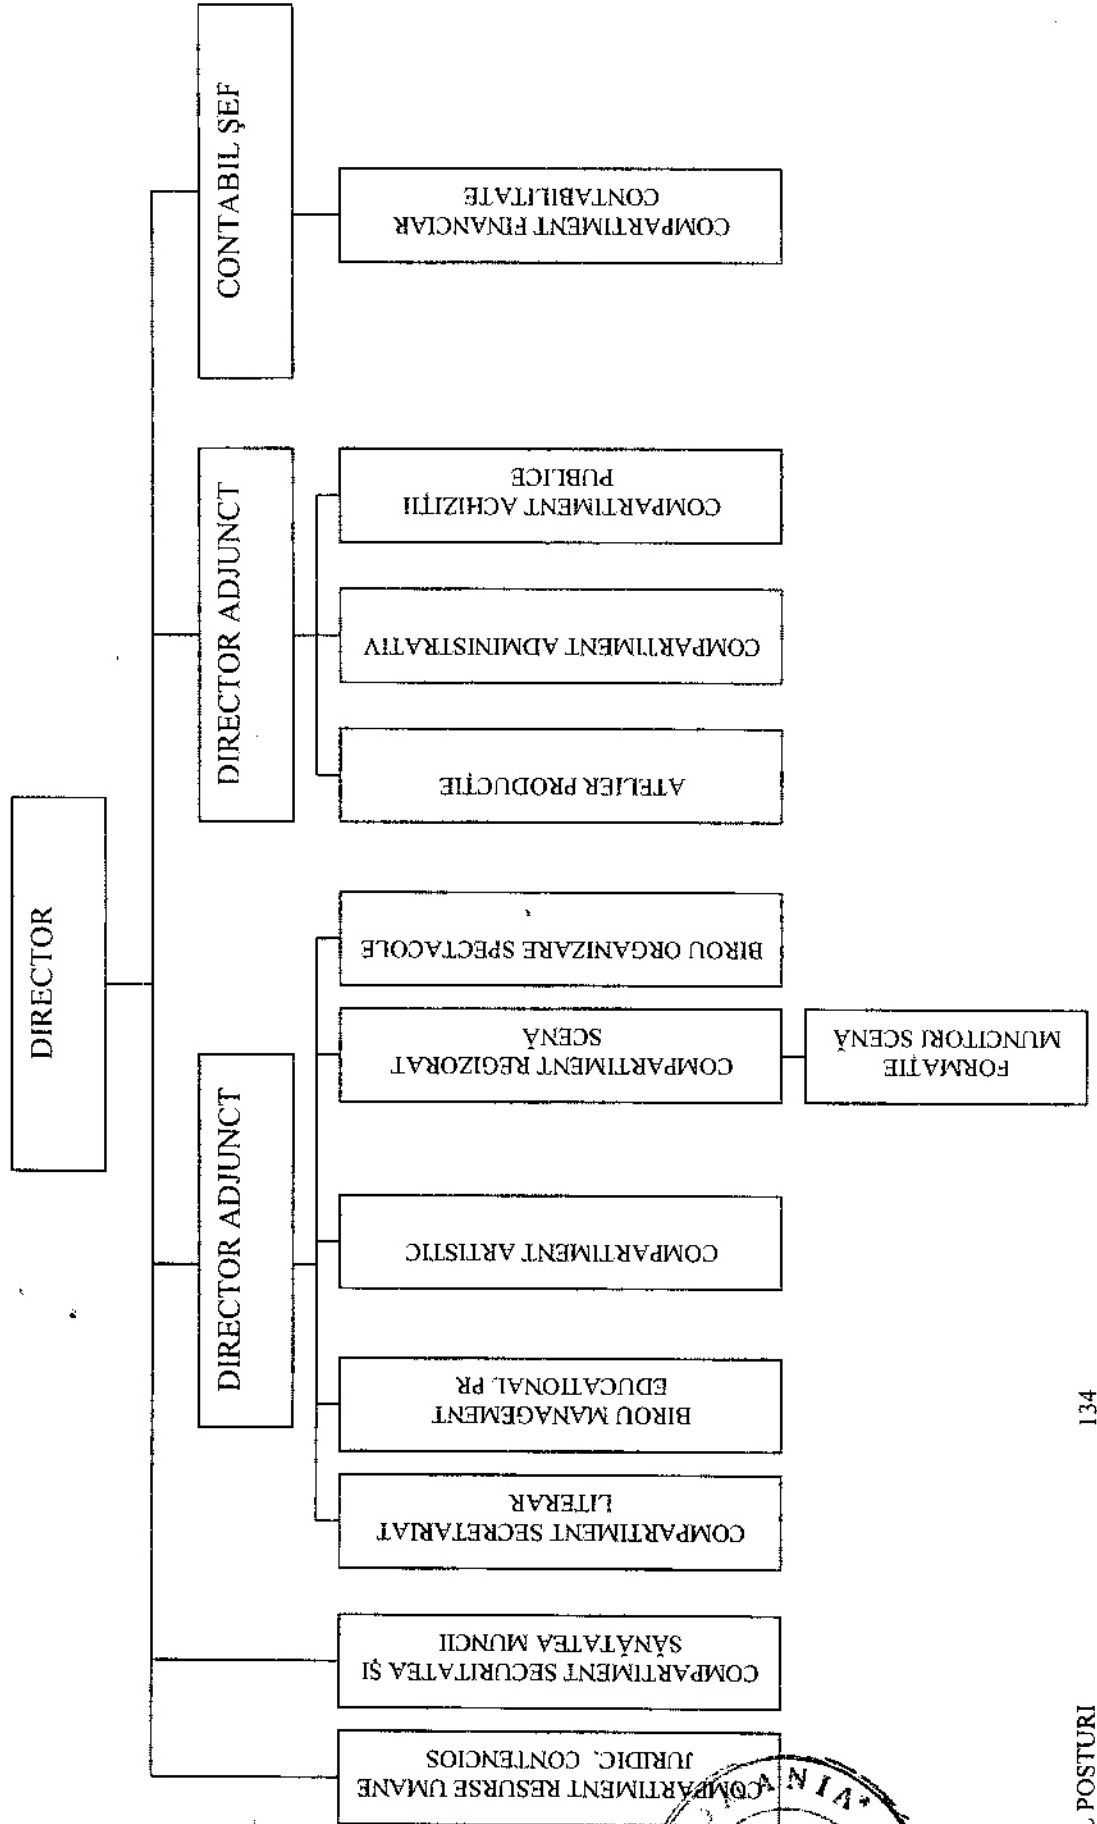 DIRECTOR
DIRECTOR ADJUNCT
DIRECTOR ADJUNCT
CONTABIL ŞEF
COMPARTIMENT RESURSE UMANE
JURIDIC, CONTENCIOS
COMPARTIMENT SECURITATEA ŞI
SĂNĂTATEA MUNCII
COMPARTIMENT SECRETARIAT
LITERAR
BIROU MANAGEMENT
EDUCATIONAL, PR
COMPARTIMENT ARTISTIC
COMPARTIMENT REGIZORAT
SCENĂ
BIROU ORGANIZARE SPECTACOLE
ATELIER PRODUCŢIE
COMPARTIMENT ADMINISTRATIV
COMPARTIMENT ACHIZIŢII
PUBLICE
COMPARTIMENT FINANCIAR
CONTABILITATE
FORMAŢIE
MUNCITORI SCENĂ
POSTURI 134